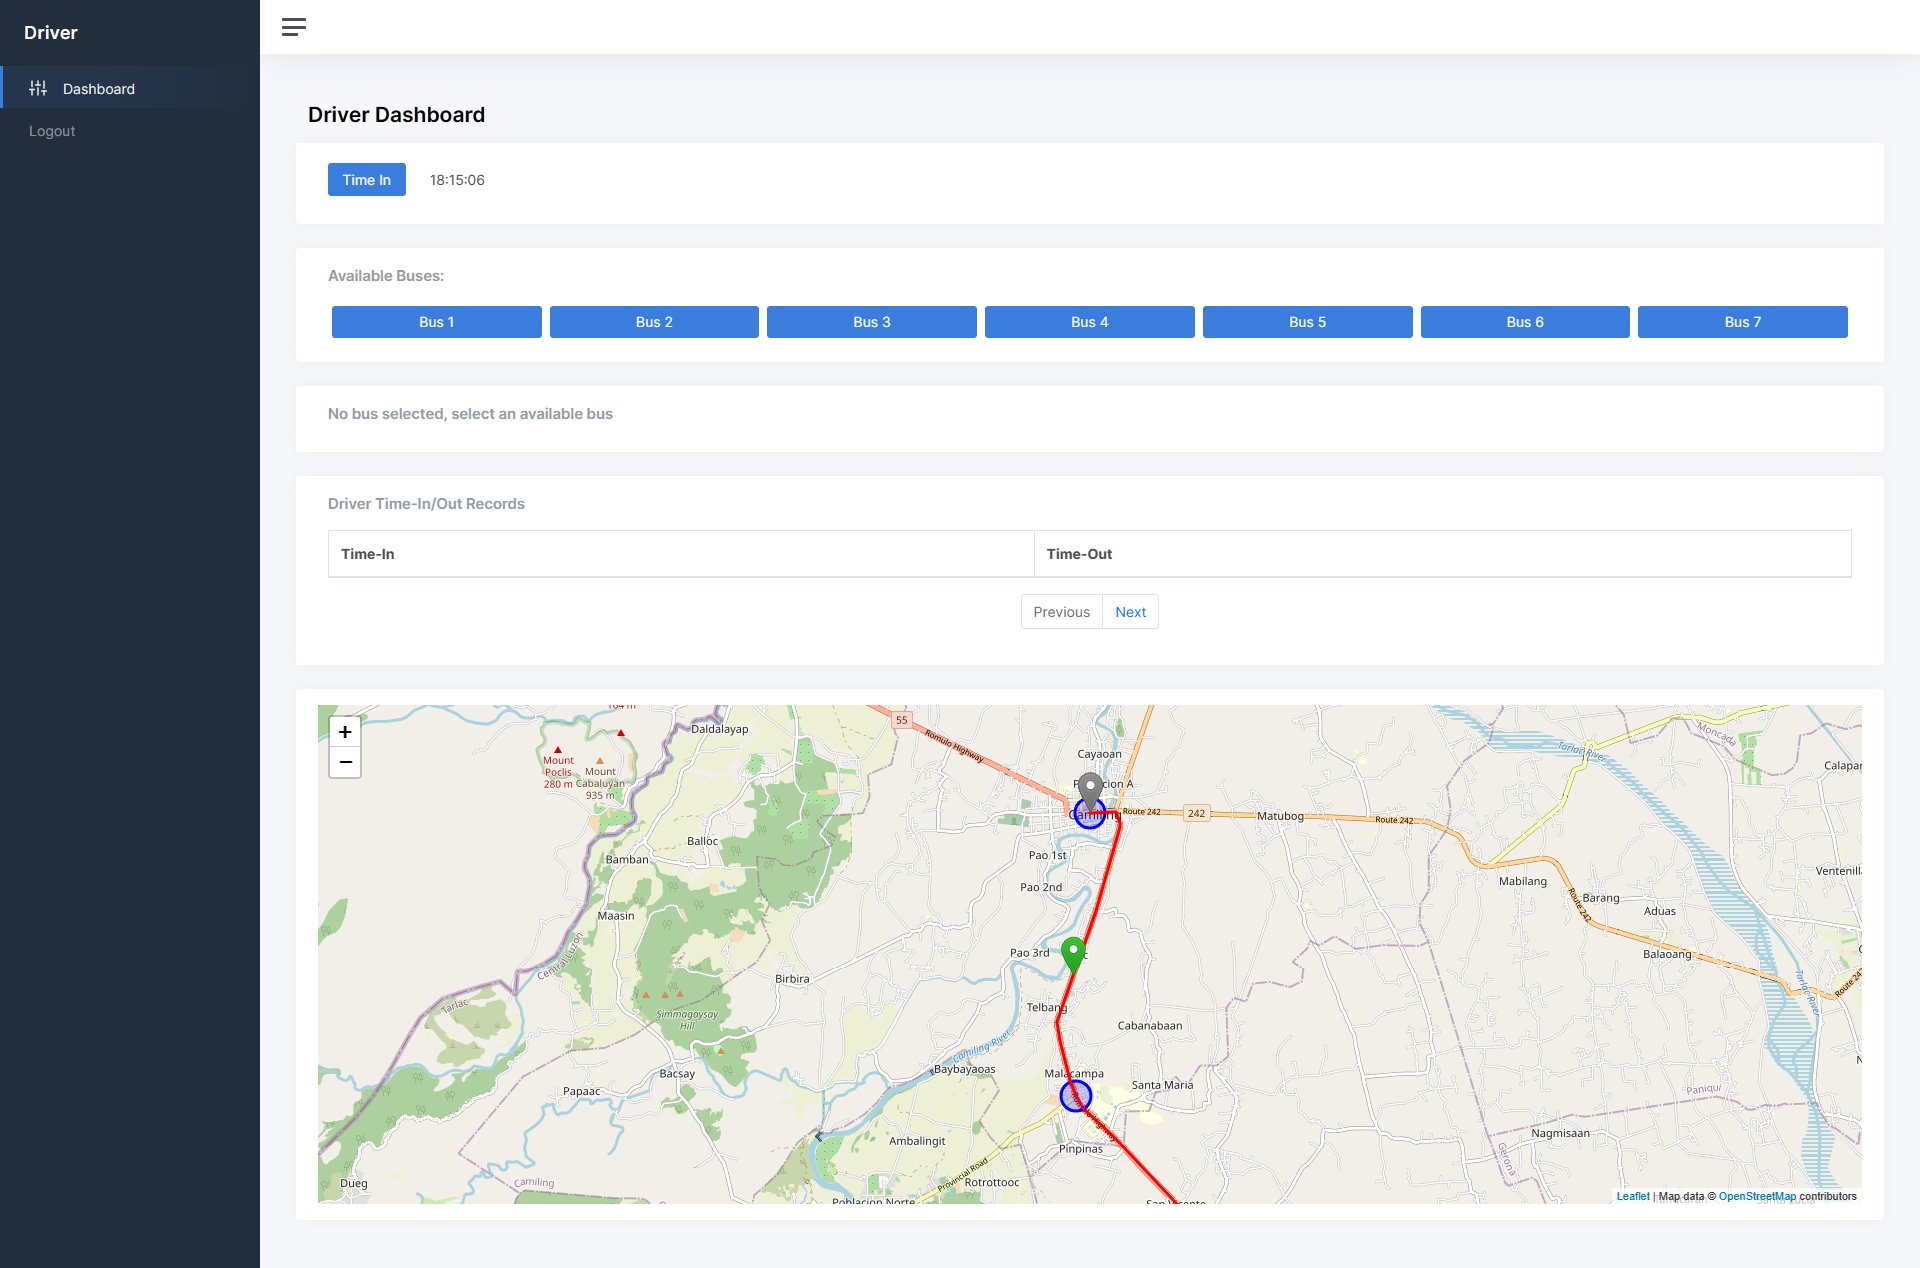 Driver
Dashboard
Logout
Driver Dashboard
Time In 18:15:06
Available Buses:
Bus 1 Bus 2 Bus 3 Bus 4 Bus 5 Bus 6 Bus 7
No bus selected, select an available bus
Driver Time-In/Out Records
Time-In Time-Out
Previous Next
+
−
Daldalayap
55
Romulo Highway
Tarlac River
Moncada
Mount
Poclis
280 m
Mount
Cabaluyan
935 m
Cayaoan
Calapar
Route 242
242
Matubog
Route 242
Balloc
Bamban
Pao 1st
Pao 2nd
Mabilang
Ventenill
Route 242
Barang
Aduas
Maasin
Central Luzon
Pao 3rd
Balaoang
Birbira
Tarlac
Telbang
Tarlac River
Route 242
Simmagaysay
Hill
Cabanabaan
Camiling River
Baybayaoas
Malacampa
Bacsay
Santa Maria
Papaac
Paniqui
Ambalingit
Pinpinas
Nagmisaan
Gerona
Provincial Road
Dueg
Camiling
Rotrottooc
Poblacion Norte
San Vicente
Leaflet | Map data © OpenStreetMap contributors